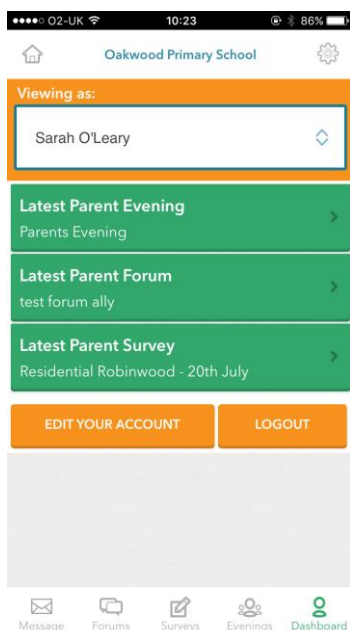 O2-UK 10:23 86%
Oakwood Primary School
Viewing as:
Sarah O'Leary
Latest Parent Evening
Parents Evening
Latest Parent Forum
test forum ally
Latest Parent Survey
Residential Robinwood - 20th July
EDIT YOUR ACCOUNT LOGOUT
Message Forums Surveys Evenings Dashboard